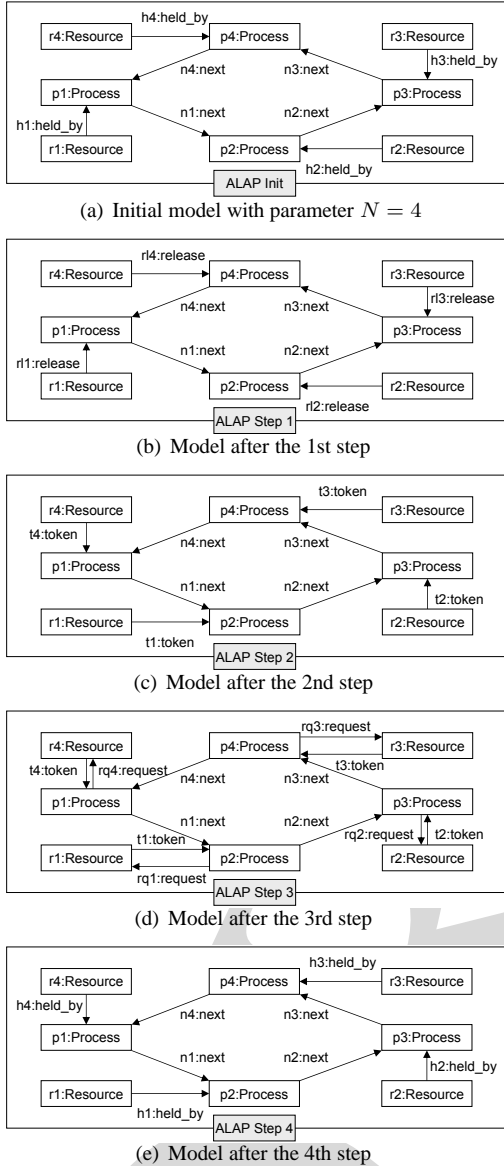 h4:held_by
r4:Resource p4:Process r3:Resource
h3:held_by
n4:next n3:next
p1:Process p3:Process
n1:next n2:next
h1:held_by
r1:Resource p2:Process r2:Resource
h2:held_by
ALAP Init
(a) Initial model with parameter N = 4
rl4:release
r4:Resource p4:Process r3:Resource
rl3:release
n4:next n3:next
p1:Process p3:Process
n1:next n2:next
rl1:release
r1:Resource p2:Process r2:Resource
rl2:release
ALAP Step 1
(b) Model after the 1st step
t3:token
r4:Resource p4:Process r3:Resource
t4:token
n4:next n3:next
p1:Process p3:Process
n1:next n2:next
t2:token
r1:Resource p2:Process r2:Resource
t1:token
ALAP Step 2
(c) Model after the 2nd step
rq3:request
r4:Resource p4:Process r3:Resource
t4:token rq4:request t3:token
n4:next n3:next
p1:Process p3:Process
n1:next n2:next
t1:token rq2:request t2:token
r1:Resource p2:Process r2:Resource
rq1:request
ALAP Step 3
(d) Model after the 3rd step
h3:held_by
r4:Resource p4:Process r3:Resource
h4:held_by
n4:next n3:next
p1:Process p3:Process
n1:next n2:next
h2:held_by
r1:Resource p2:Process r2:Resource
h1:held_by
ALAP Step 4
(e) Model after the 4th step